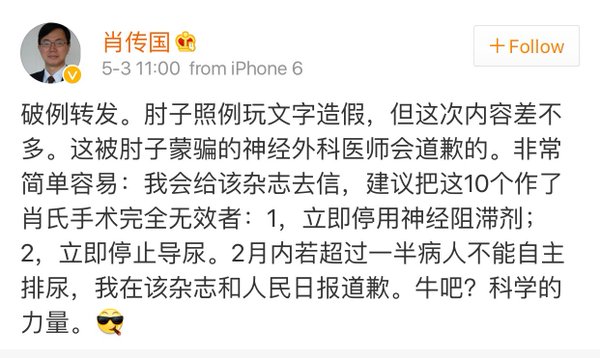 肖传国
5-3 11:00 from iPhone 6
+Follow
破例转发。肘子照例玩文字造假，但这次内容差不
多。这被肘子蒙骗的神经外科医师会道歉的。非常
简单容易：我会给该杂志去信，建议把这10个作了
肖氏手术完全无效者：1，立即停用神经阻滞剂；
2，立即停止导尿。2月内若超过一半病人不能自主
排尿，我在该杂志和人民日报道歉。牛吧？科学的
力量。